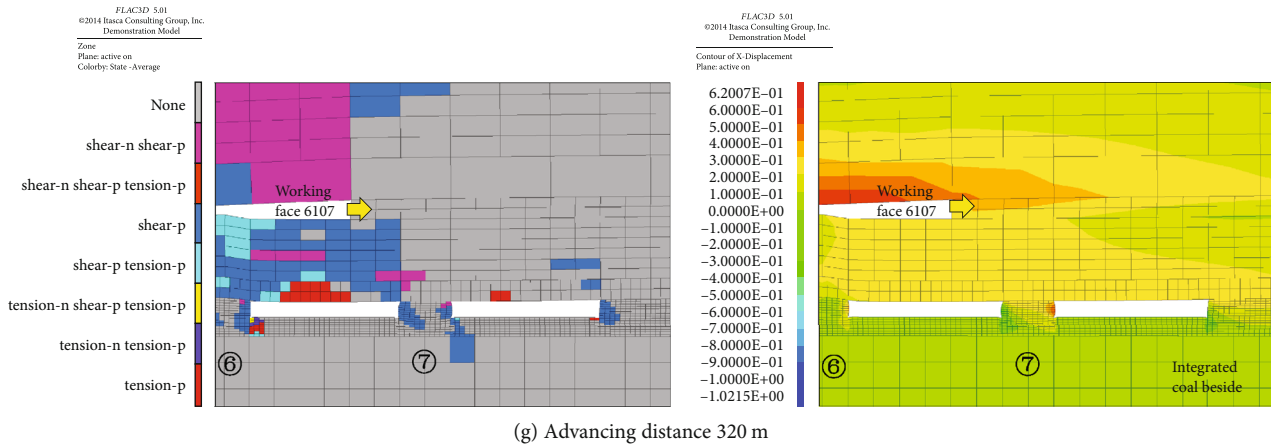 FLAC3D 5.01
©2014 Itasca Consulting Group, Inc.
Demonstration Model
Zone
Plane: active on
Colorby: State -Average
None
shear-n shear-p
shear-n shear-p tension-p
shear-p
shear-p tension-p
tension-n shear-p tension-p
tension-n tension-p
tension-p
Working
face 6107
⑥
⑦
FLAC3D 5.01
©2014 Itasca Consulting Group, Inc.
Demonstration Model
Contour of X-Displacement
Plane: active on
6.2007E–01
6.0000E–01
5.0000E–01
4.0000E–01
3.0000E–01
2.0000E–01
1.0000E–01
0.0000E+00
–1.0000E–01
–2.0000E–01
–3.0000E–01
–4.0000E–01
–5.0000E–01
–6.0000E–01
–7.0000E–01
–8.0000E–01
–9.0000E–01
–1.0000E+00
–1.0215E+00
Working
face 6107
⑥
⑦
Integrated
coal beside
(g) Advancing distance 320 m